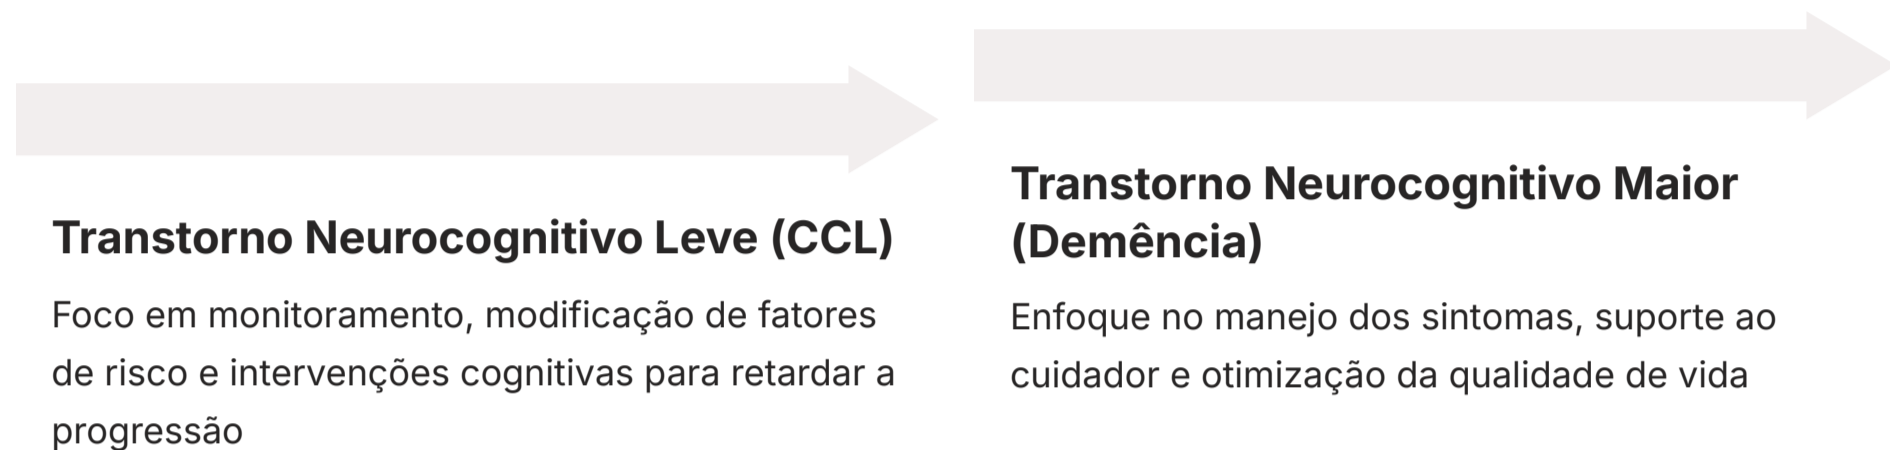 Transtorno Neurocognitivo Leve (CCL)
Foco em monitoramento, modificação de fatores
de risco e intervenções cognitivas para retardar a
progressão
Transtorno Neurocognitivo Maior
(Demência)
Enfoque no manejo dos sintomas, suporte ao
cuidador e otimização da qualidade de vida